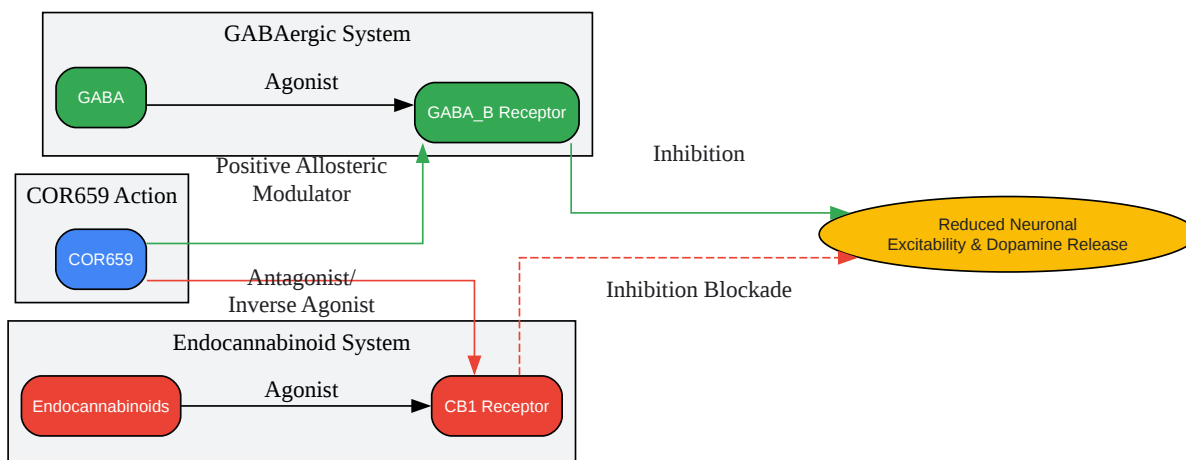 GABAergic System
Agonist
GABA
GABA_B Receptor
Inhibition
Positive Allosteric
Modulator
COR659 Action
COR659
Reduced Neuronal
Excitability & Dopamine Release
Antagonist/
Inverse Agonist
Inhibition Blockade
Endocannabinoid System
Agonist
Endocannabinoids
CB1 Receptor